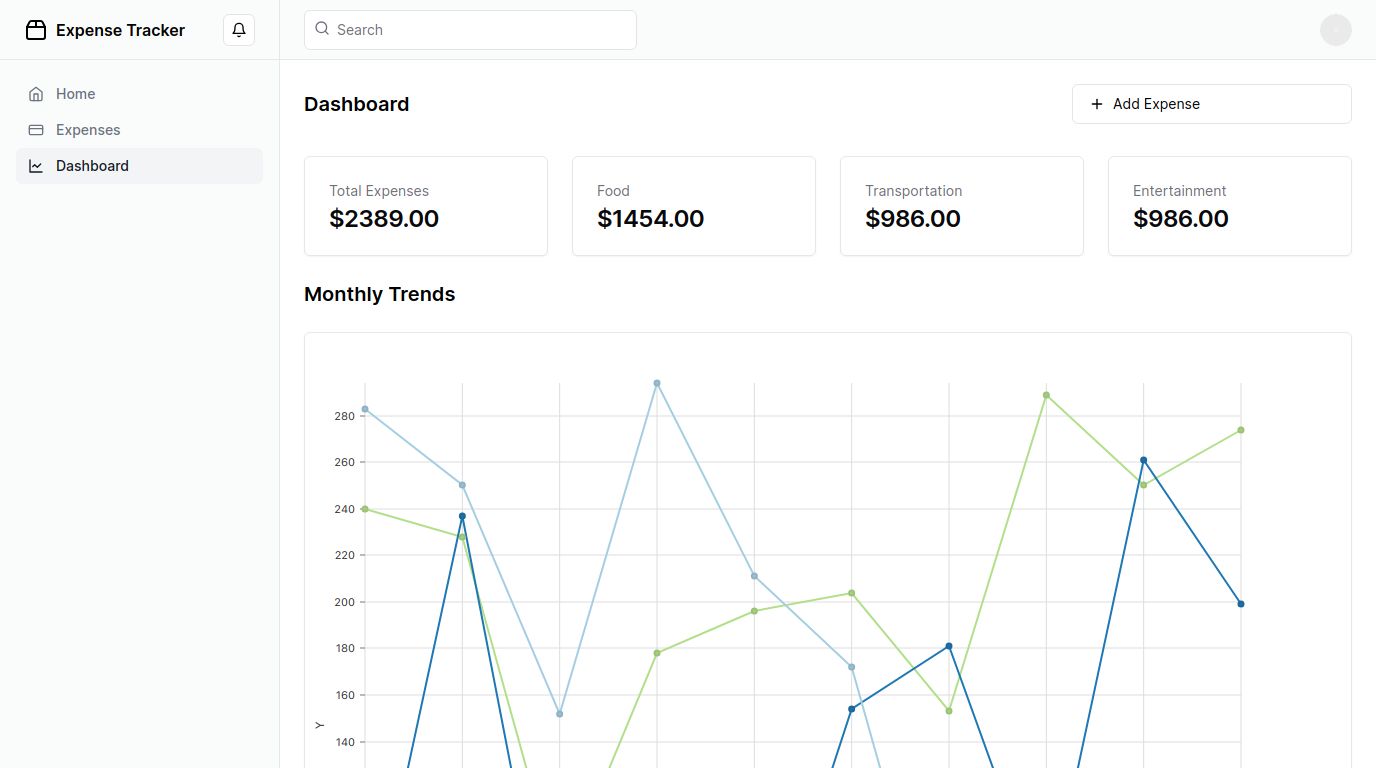 Expense Tracker
Search
Home
Expenses
Dashboard
Dashboard
Add Expense
Total Expenses
$2389.00
Food
$1454.00
Transportation
$986.00
Entertainment
$986.00
Monthly Trends
280
260
240
220
200
180
160
140
Y